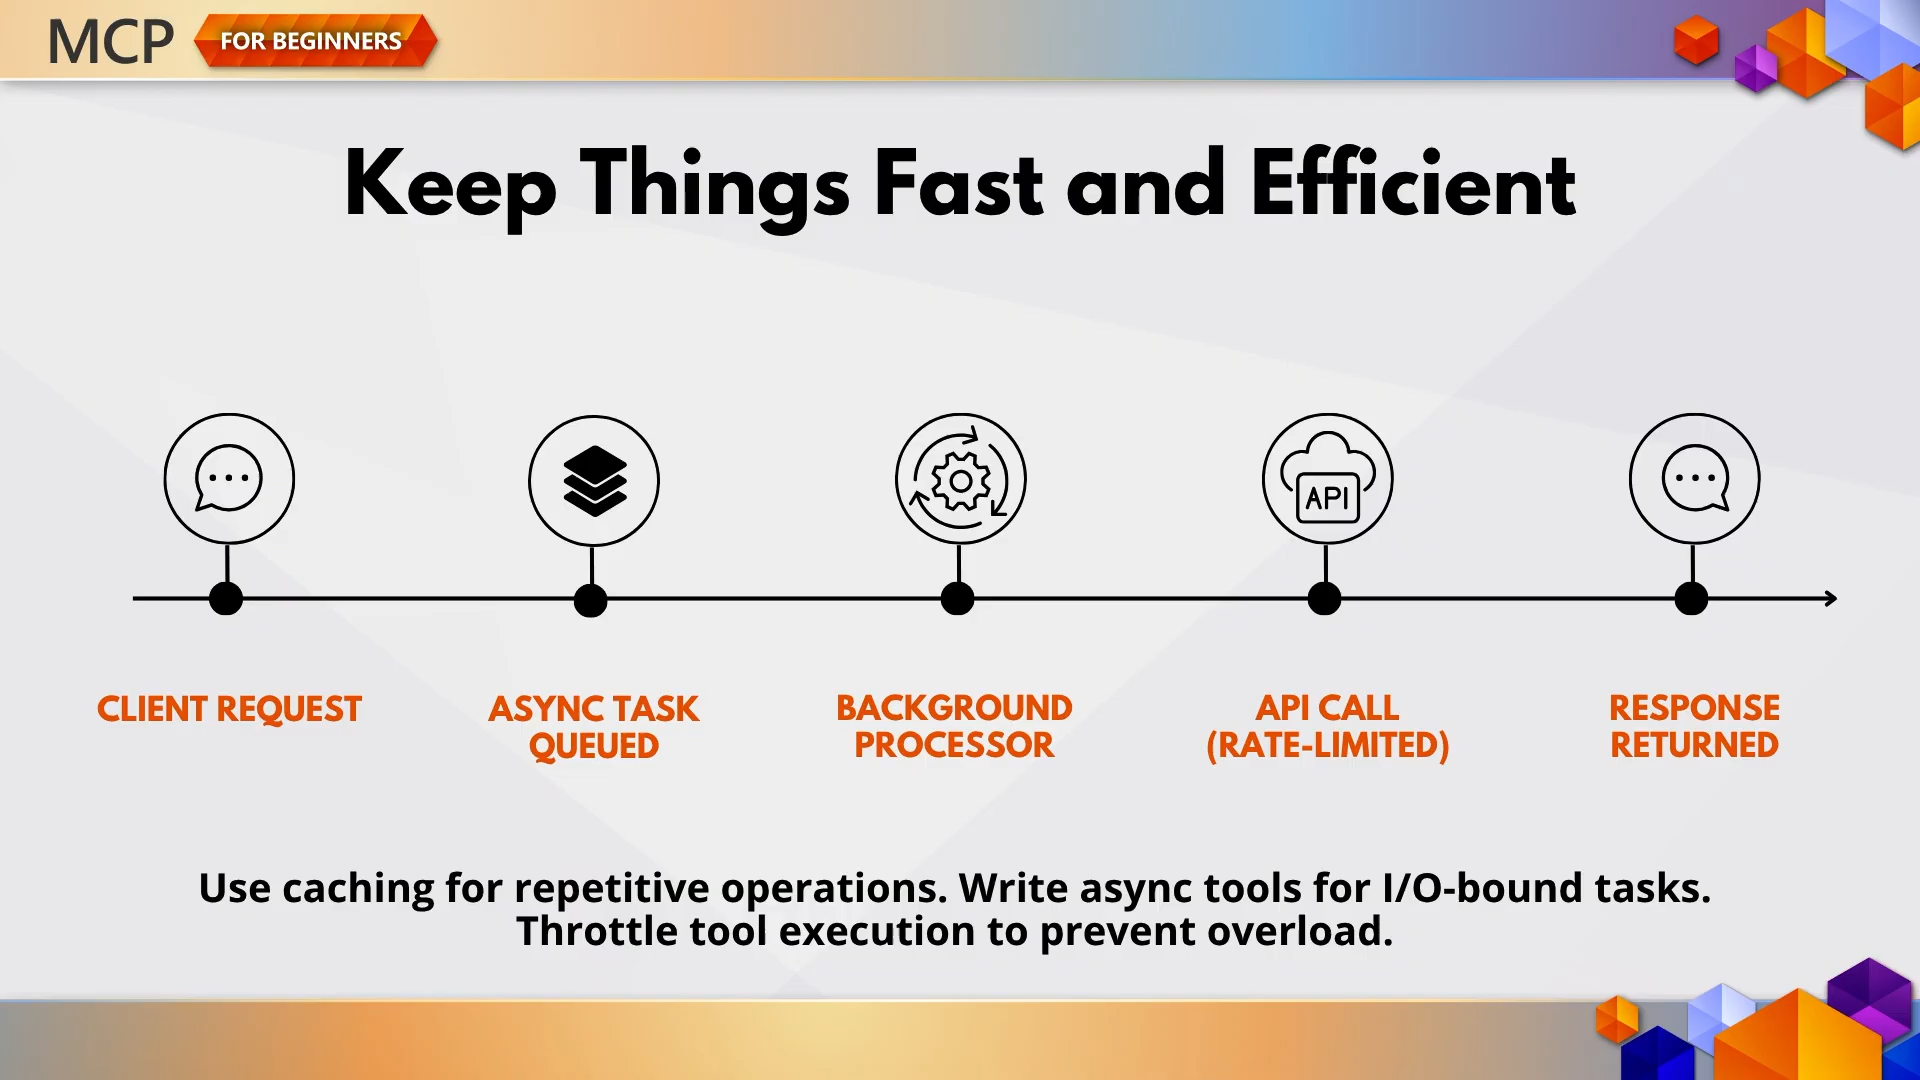 MCP FOR BEGINNERS
Keep Things Fast and Efficient
API
CLIENT REQUEST
ASYNC TASK
QUEUED
BACKGROUND
PROCESSOR
API CALL
(RATE-LIMITED)
RESPONSE
RETURNED
Use caching for repetitive operations. Write async tools for I/O-bound tasks.
Throttle tool execution to prevent overload.